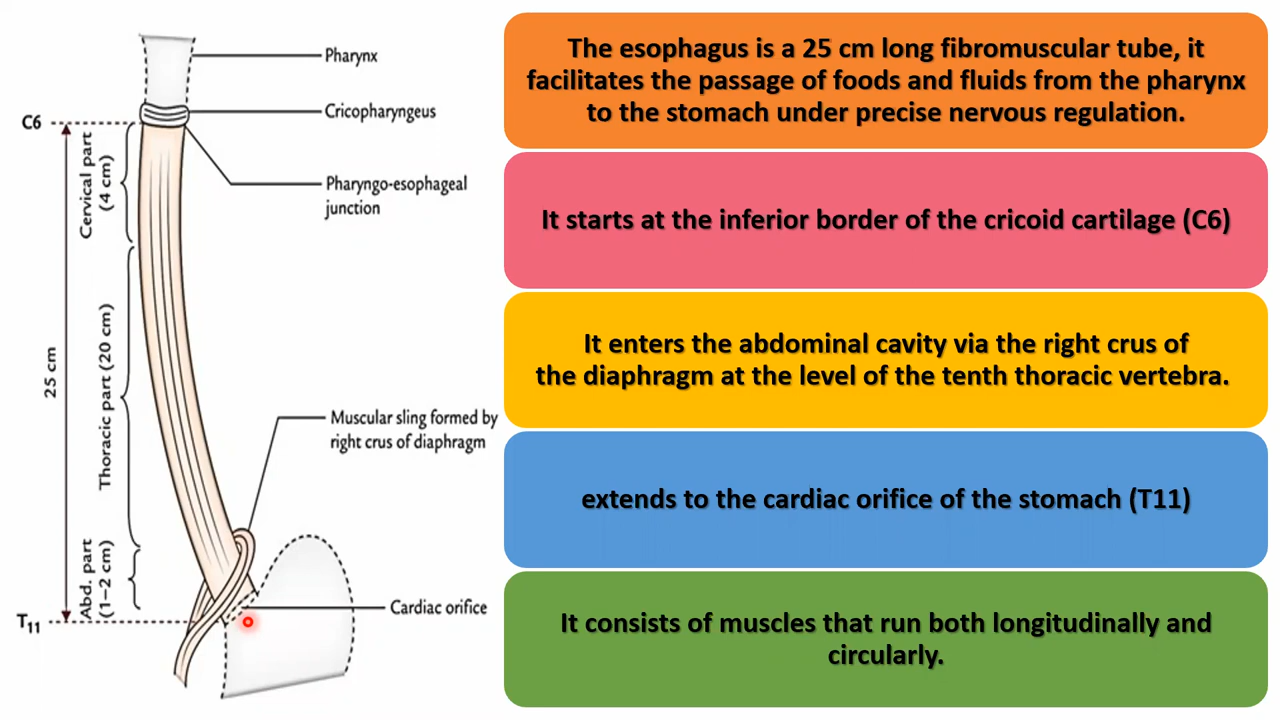 Pharynx
Cricopharyngeus
C6
Cervical part
(4 cm)
Pharyngo-esophageal
junction
25 cm
Thoracic part (20 cm)
Muscular sling formed by
right crus of diaphragm
Abd. part
(1–2 cm)
Cardiac orifice
T11
The esophagus is a 25 cm long fibromuscular tube, it
facilitates the passage of foods and fluids from the pharynx
to the stomach under precise nervous regulation.
It starts at the inferior border of the cricoid cartilage (C6)
It enters the abdominal cavity via the right crus of
the diaphragm at the level of the tenth thoracic vertebra.
extends to the cardiac orifice of the stomach (T11)
It consists of muscles that run both longitudinally and
circularly.